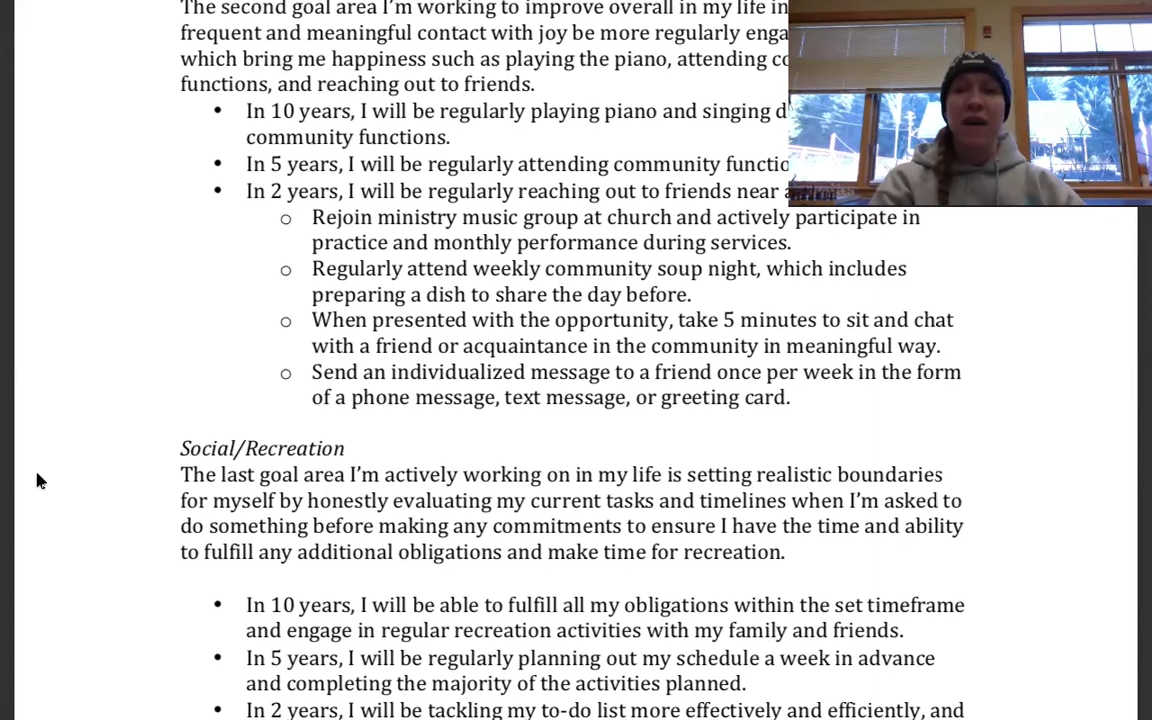 The second goal area I'm working to improve overall in my life in
frequent and meaningful contact with joy be more regularly enga
which bring me happiness such as playing the piano, attending
functions, and reaching out to friends.
• In 10 years, I will be regularly playing piano and singing
community functions.
• In 5 years, I will be regularly attending community functio
• In 2 years, I will be regularly reaching out to friends near
o Rejoin ministry music group at church and actively participate in
practice and monthly performance during services.
o Regularly attend weekly community soup night, which includes
preparing a dish to share the day before.
o When presented with the opportunity, take 5 minutes to sit and chat
with a friend or acquaintance in the community in meaningful way.
o Send an individualized message to a friend once per week in the form
of a phone message, text message, or greeting card.
Social/Recreation
The last goal area I'm actively working on in my life is setting realistic boundaries
for myself by honestly evaluating my current tasks and timelines when I'm asked to
do something before making any commitments to ensure I have the time and ability
to fulfill any additional obligations and make time for recreation.
• In 10 years, I will be able to fulfill all my obligations within the set timeframe
and engage in regular recreation activities with my family and friends.
• In 5 years, I will be regularly planning out my schedule a week in advance
and completing the majority of the activities planned.
• In 2 years, I will be tackling my to-do list more effectively and efficiently, and